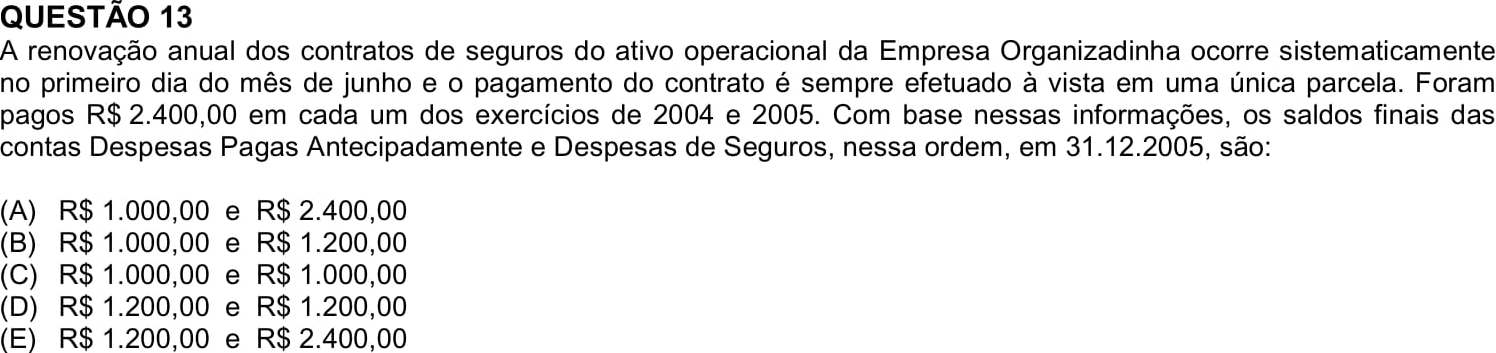 QUESTÃO 13
A renovação anual dos contratos de seguros do ativo operacional da Empresa Organizadinha ocorre sistematicamente
no primeiro dia do mês de junho e o pagamento do contrato é sempre efetuado à vista em uma única parcela. Foram
pagos R$ 2.400,00 em cada um dos exercícios de 2004 e 2005. Com base nessas informações, os saldos finais das
contas Despesas Pagas Antecipadamente e Despesas de Seguros, nessa ordem, em 31.12.2005, são:
(A) R$ 1.000,00 e R$ 2.400,00
(B) R$ 1.000,00 e R$ 1.200,00
(C) R$ 1.000,00 e R$ 1.000,00
(D) R$ 1.200,00 e R$ 1.200,00
(E) R$ 1.200,00 e R$ 2.400,00